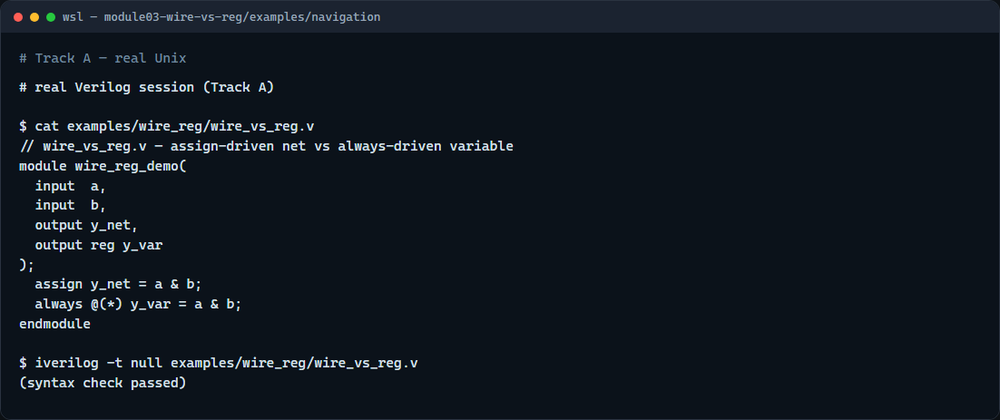 wsl — module03-wire-vs-reg/examples/navigation
# Track A — real Unix
# real Verilog session (Track A)
$ cat examples/wire_reg/wire_vs_reg.v
// wire_vs_reg.v — assign-driven net vs always-driven variable
module wire_reg_demo(
  input  a,
  input  b,
  output y_net,
  output reg y_var
);
  assign y_net = a & b;
  always @(*) y_var = a & b;
endmodule
$ iverilog -t null examples/wire_reg/wire_vs_reg.v
(syntax check passed)